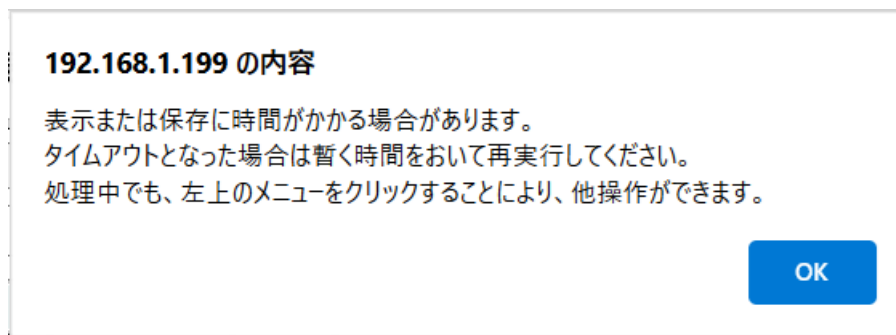 192.168.1.199 の内容
表示または保存に時間がかかる場合があります。
タイムアウトとなった場合は暫く時間をおいて再実行してください。
処理中でも、左上のメニューをクリックすることにより、他操作ができます。
OK